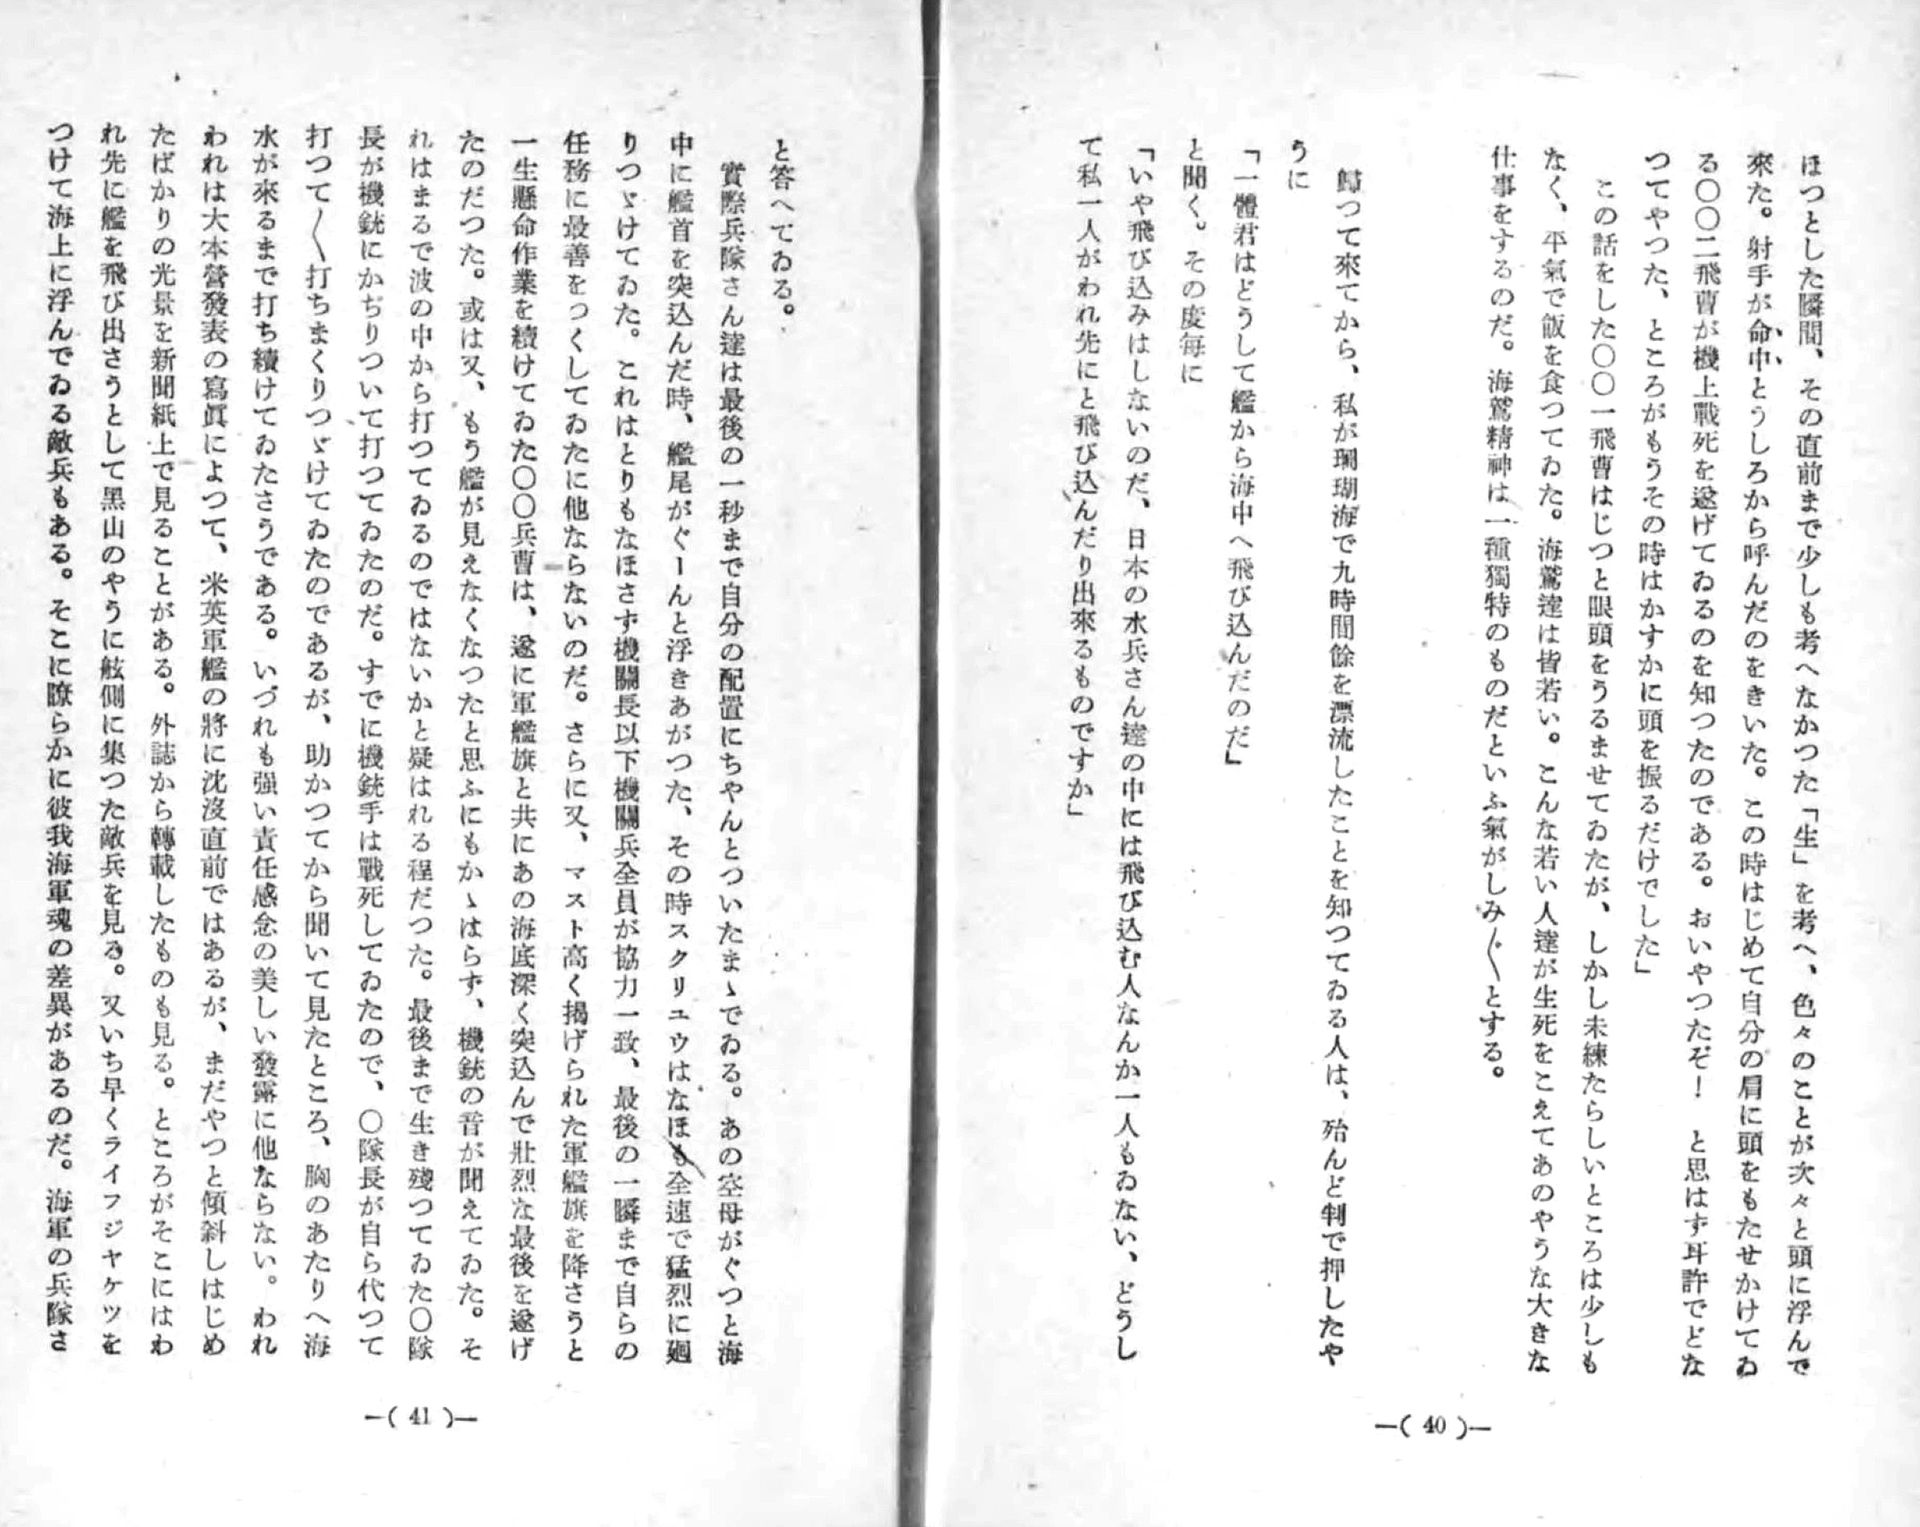 ほつとした瞬間、その直前まで少しも考へなかつた「生」を考へ、色々のことが次々と頭に浮んで
來た。射手が命中とうしろから呼んだのをきいた。この時はじめて自分の肩に頭をもたせかけてゐ
る〇〇二飛曹が機上戰死を遂げてゐるのを知つたのである。おいやつたぞ！　と思はず耳許でどな
つてやつた、ところがもうその時はかすかに頭を振るだけでした」
この話をした〇〇一飛曹はじつと眼頭をうるませてゐたが、しかし未練たらしいところは少しも
なく、平氣で飯を食つてゐた。海鷲達は皆若い。こんな若い人達が生死をこえてあのやうな大きな
仕事をするのだ。海鷲精神は一種獨特のものだといふ氣がしみ〴〵とする。
歸つて來てから、私が珊瑚海で九時間餘を漂流したことを知つてゐる人は、殆んど判で押したや
うに
「一體君はどうして艦から海中へ飛び込んだのだ」
と聞く。その度毎に
「いや飛び込みはしないのだ、日本の水兵さん達の中には飛び込む人なんか一人もゐない、どうし
て私一人がわれ先にと飛び込んだり出來るものですか」
—( 40 )—
と答へてゐる。
實際兵隊さん達は最後の一秒まで自分の配置にちやんとついたまゝでゐる。あの空母がぐつと海
中に艦首を突込んだ時、艦尾がぐーんと浮きあがつた、その時スクリユウはなほも全速で猛烈に廻
りつゞけてゐた。これはとりもなほさず機關長以下機關兵全員が協力一致、最後の一瞬まで自らの
任務に最善をつくしてゐたに他ならないのだ。さらに又、マスト高く揭げられた軍艦旗を降さうと
一生懸命作業を續けてゐた〇〇兵曹は、遂に軍艦旗と共にあの海底深く突込んで壯烈な最後を遂げ
たのだつた。或は又、もう艦が見えなくなつたと思ふにもかゝはらず、機銃の音が聞えてゐた。そ
れはまるで波の中から打つてゐるのではないかと疑はれる程だつた。最後まで生き殘つてゐた〇隊
長が機銃にかぢりついて打つてゐたのだ。すでに機銃手は戰死してゐたので、〇隊長が自ら代つて
打つて〳〵打ちまくりつゞけてゐたのであるが、助かつてから聞いて見たところ、胸のあたりへ海
水が來るまで打ち續けてゐたさうである。いづれも强い責任感念の美しい發露に他ならない。われ
われは大本營發表の寫眞によつて、米英軍艦の將に沈沒直前ではあるが、まだやつと傾斜しはじめ
たばかりの光景を新聞紙上で見ることがある。外誌から轉載したものも見る。ところがそこにはわ
れ先に艦を飛び出さうとして黑山のやうに舷側に集つた敵兵を見る。又いち早くライフジヤケツを
つけて海上に浮んでゐる敵兵もある。そこに瞭らかに彼我海軍魂の差異があるのだ。海軍の兵隊さ
—( 41 )—